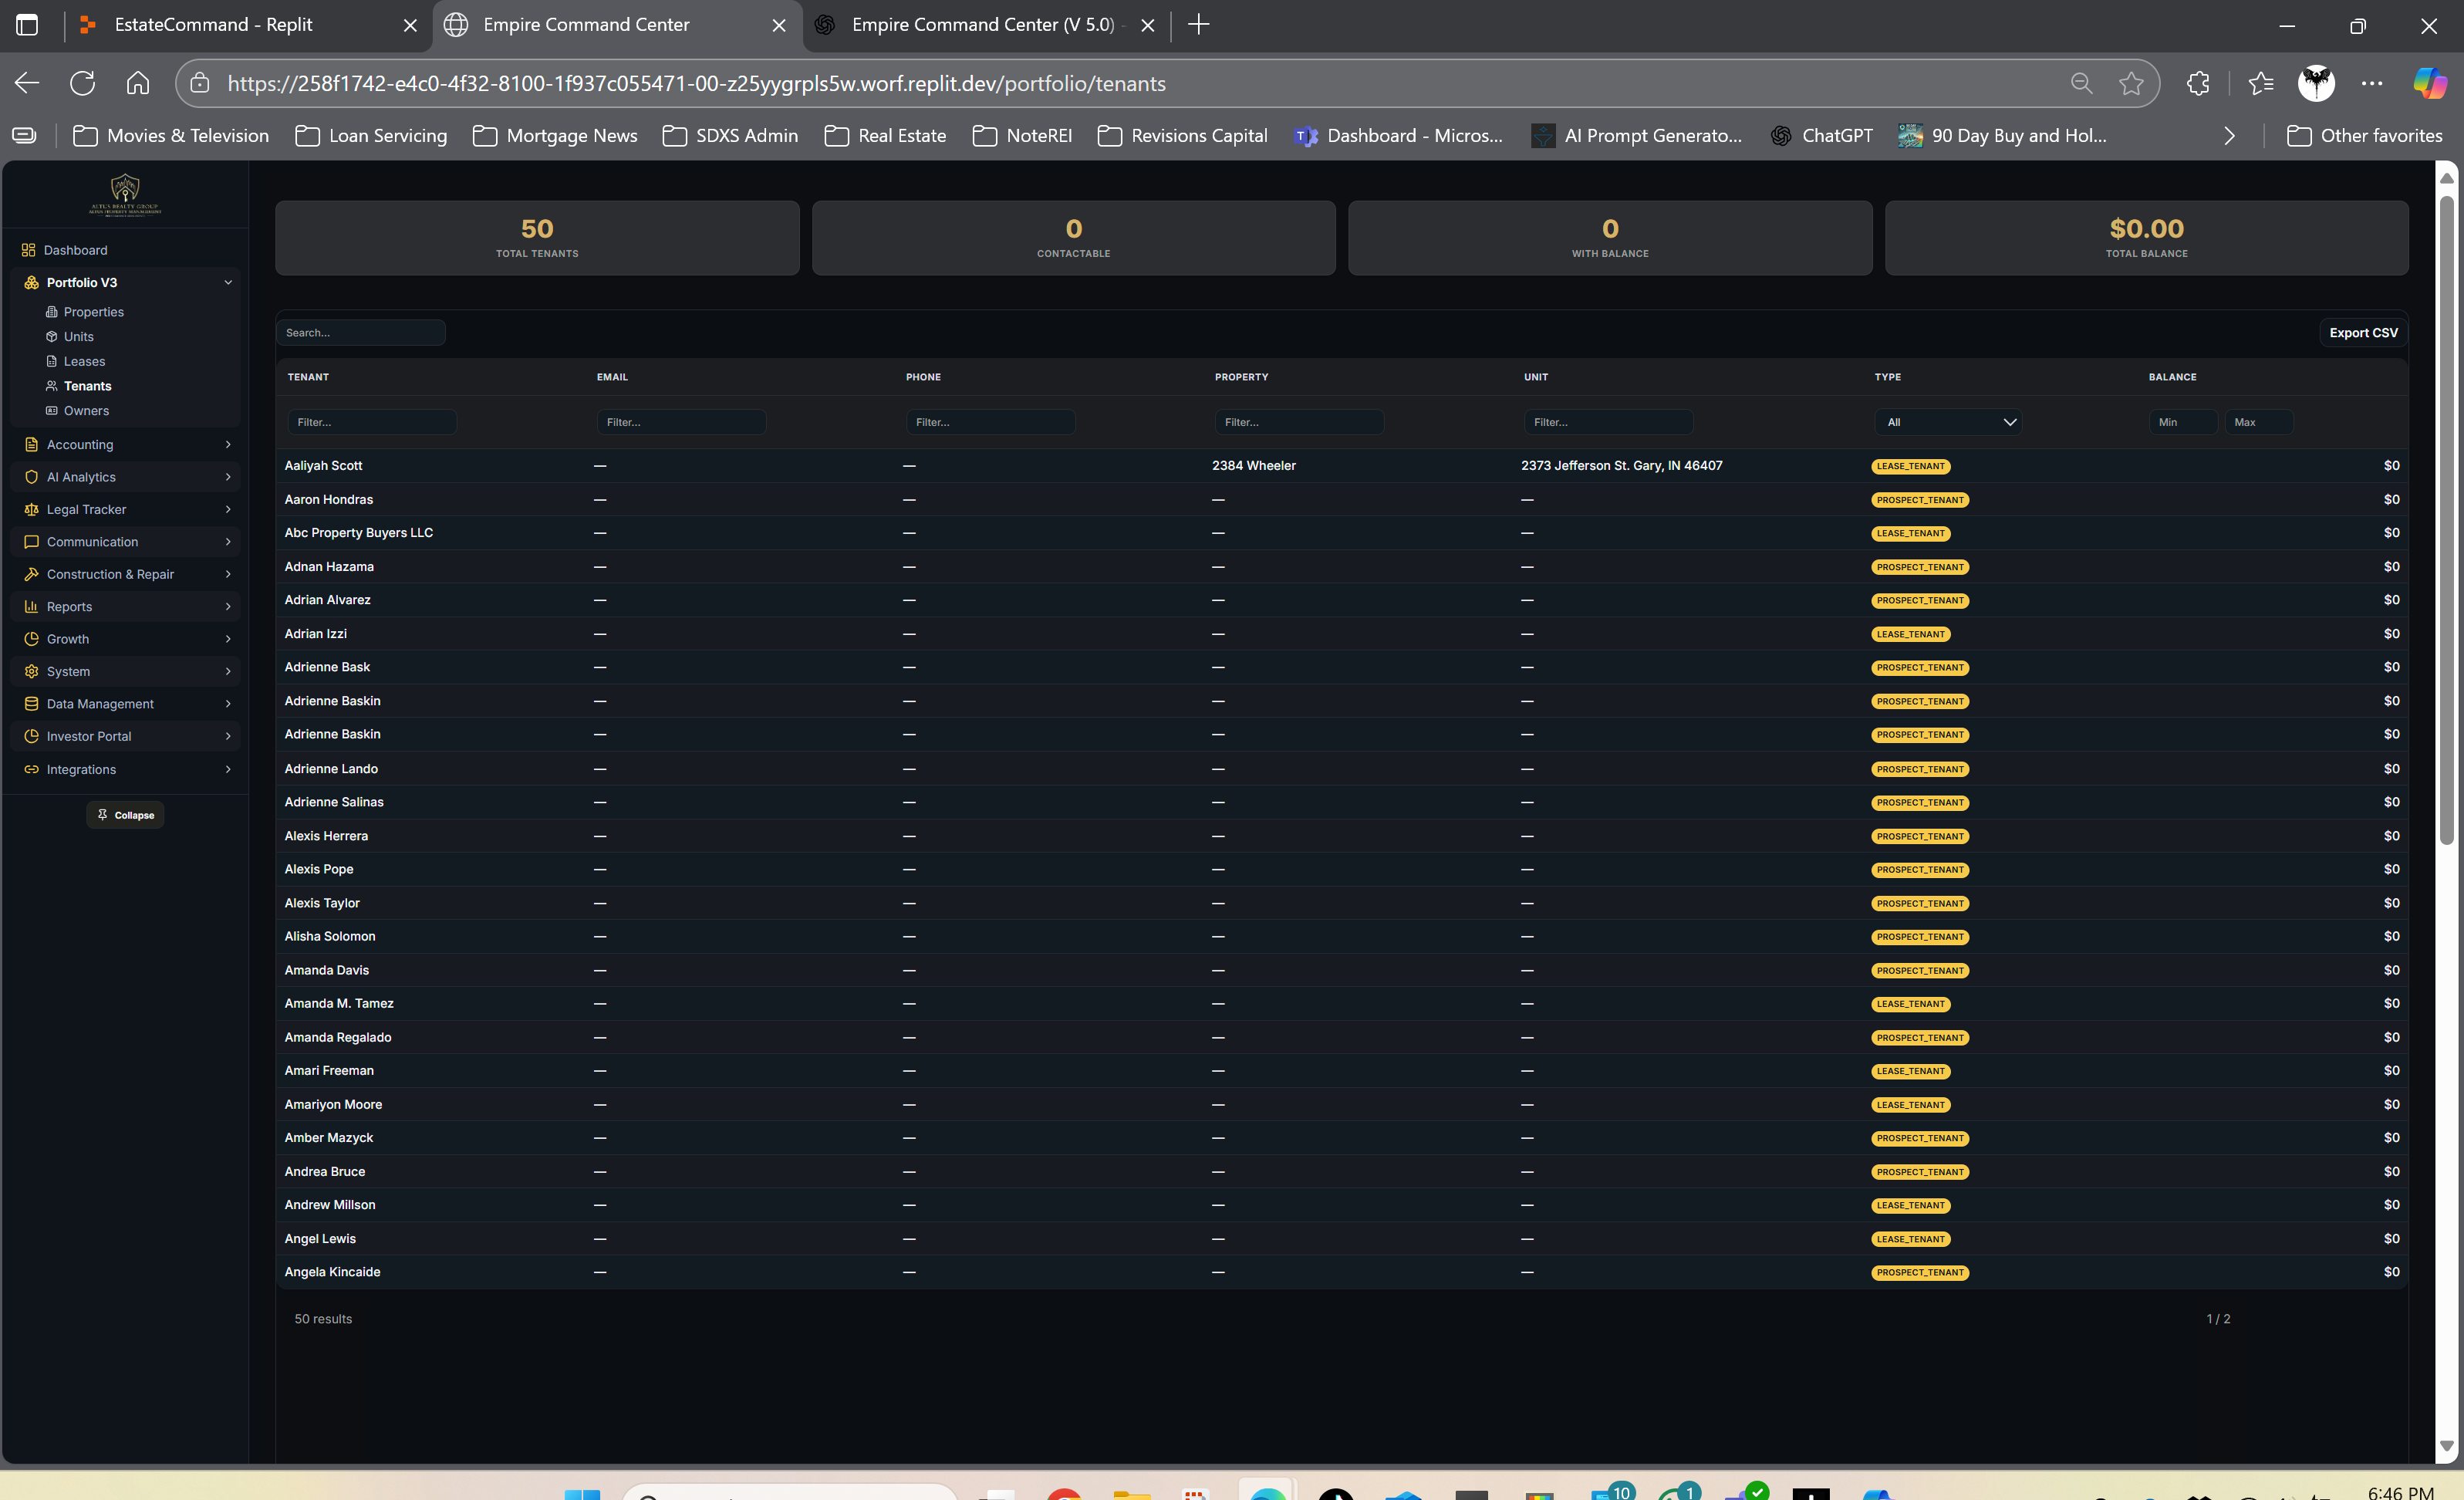 EstateCommand - Replit
Empire Command Center
Empire Command Center (V 5.0) -
https://258f1742-e4c0-4f32-8100-1f937c055471-00-z25yygrpls5w.worf.replit.dev/portfolio/tenants
Movies & Television
Loan Servicing
Mortgage News
SDXS Admin
Real Estate
NoteREI
Revisions Capital
Dashboard - Micros...
AI Prompt Generato...
ChatGPT
90 Day Buy and Hol...
Other favorites
ALTUS REALTY GROUP
ALTUS PROPERTY MANAGEMENT
Dashboard
Portfolio V3
Properties
Units
Leases
Tenants
Owners
Accounting
AI Analytics
Legal Tracker
Communication
Construction & Repair
Reports
Growth
System
Data Management
Investor Portal
Integrations
Collapse
50
TOTAL TENANTS
0
CONTACTABLE
0
WITH BALANCE
$0.00
TOTAL BALANCE
Search...
Export CSV
TENANT EMAIL PHONE PROPERTY UNIT TYPE BALANCE
Filter... Filter... Filter... Filter... Filter... All Min Max
Aaliyah Scott — — 2384 Wheeler 2373 Jefferson St. Gary, IN 46407 LEASE_TENANT $0
Aaron Hondras — — — — PROSPECT_TENANT $0
Abc Property Buyers LLC — — — — LEASE_TENANT $0
Adnan Hazama — — — — PROSPECT_TENANT $0
Adrian Alvarez — — — — PROSPECT_TENANT $0
Adrian Izzi — — — — LEASE_TENANT $0
Adrienne Bask — — — — PROSPECT_TENANT $0
Adrienne Baskin — — — — PROSPECT_TENANT $0
Adrienne Baskin — — — — PROSPECT_TENANT $0
Adrienne Lando — — — — PROSPECT_TENANT $0
Adrienne Salinas — — — — PROSPECT_TENANT $0
Alexis Herrera — — — — PROSPECT_TENANT $0
Alexis Pope — — — — PROSPECT_TENANT $0
Alexis Taylor — — — — PROSPECT_TENANT $0
Alisha Solomon — — — — PROSPECT_TENANT $0
Amanda Davis — — — — PROSPECT_TENANT $0
Amanda M. Tamez — — — — LEASE_TENANT $0
Amanda Regalado — — — — PROSPECT_TENANT $0
Amari Freeman — — — — LEASE_TENANT $0
Amariyon Moore — — — — LEASE_TENANT $0
Amber Mazyck — — — — PROSPECT_TENANT $0
Andrea Bruce — — — — PROSPECT_TENANT $0
Andrew Millson — — — — LEASE_TENANT $0
Angel Lewis — — — — LEASE_TENANT $0
Angela Kincaide — — — — PROSPECT_TENANT $0
50 results
1 / 2
10
1
6:46 PM